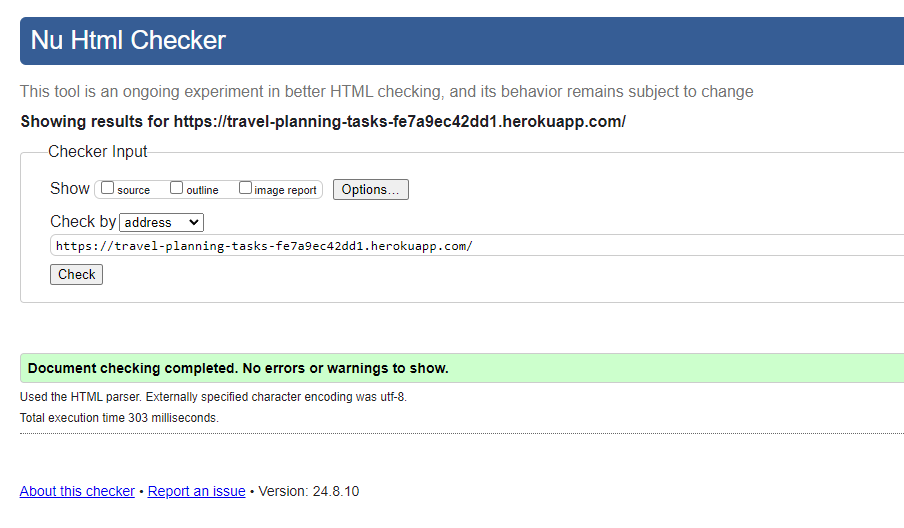 Nu Html Checker
This tool is an ongoing experiment in better HTML checking, and its behavior remains subject to change
Showing results for https://travel-planning-tasks-fe7a9ec42dd1.herokuapp.com/
Checker Input
Show source outline image report Options...
Check by address
https://travel-planning-tasks-fe7a9ec42dd1.herokuapp.com/
Check
Document checking completed. No errors or warnings to show.
Used the HTML parser. Externally specified character encoding was utf-8.
Total execution time 303 milliseconds.
About this checker • Report an issue • Version: 24.8.10